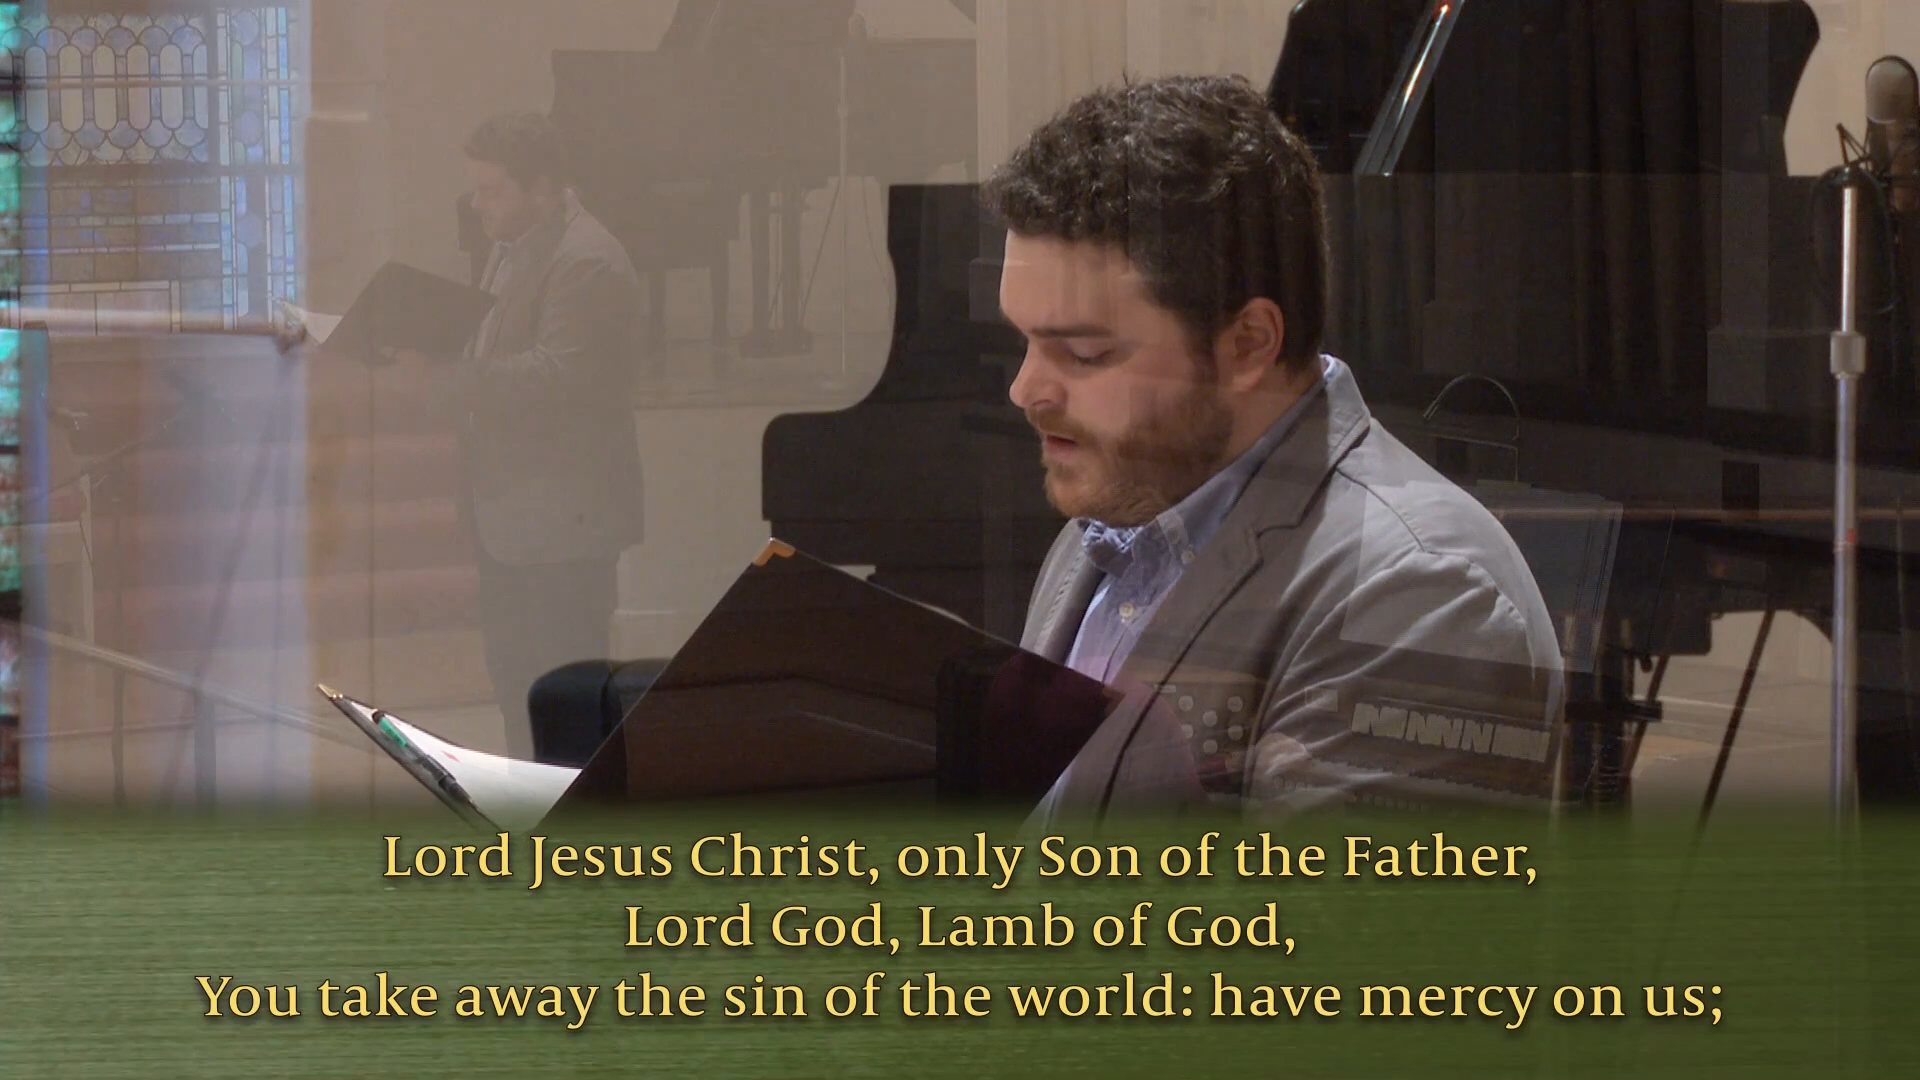 Lord Jesus Christ, only Son of the Father,
Lord God, Lamb of God,
You take away the sin of the world: have mercy on us;